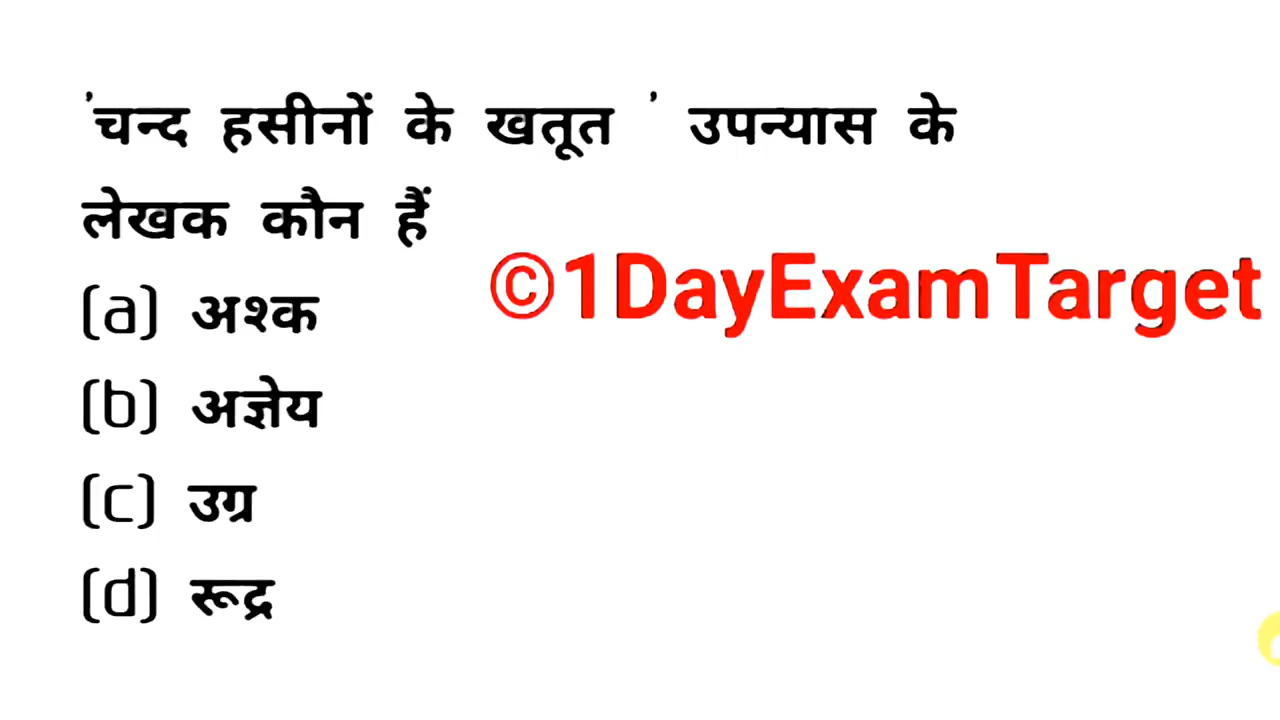 'चन्द हसीनों के खतूत ' उपन्यास के
लेखक कौन हैं
©1DayExamTarget
(a) अश्क
(b) अज्ञेय
(c) उग्र
(d) रूद्र